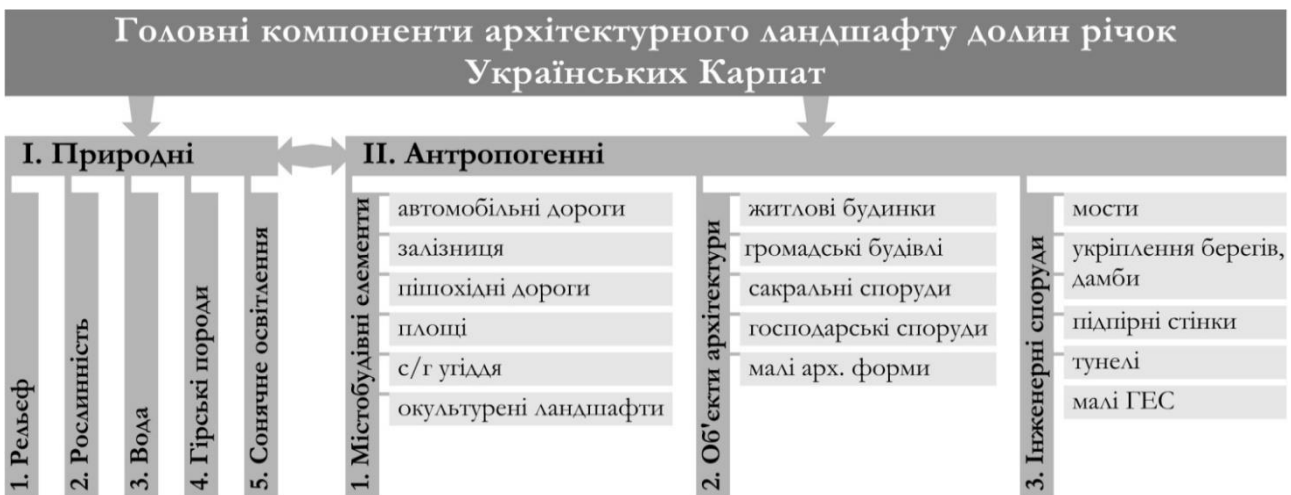 Головні компоненти архітектурного ландшафту долин річок
Українських Карпат
I. Природні
1. Рельєф
2. Рослинність
3. Вода
4. Гірські породи
5. Сонячне освітлення
II. Антропогенні
1. Містобудівні елементи
автомобільні дороги
залізниця
пішохідні дороги
площі
с/г угіддя
окультурені ландшафти
2. Об'єкти архітектури
житлові будинки
громадські будівлі
сакральні споруди
господарські споруди
малі арх. форми
3. Інженерні споруди
мости
укріплення берегів,
дамби
підпірні стінки
тунелі
малі ГЕС